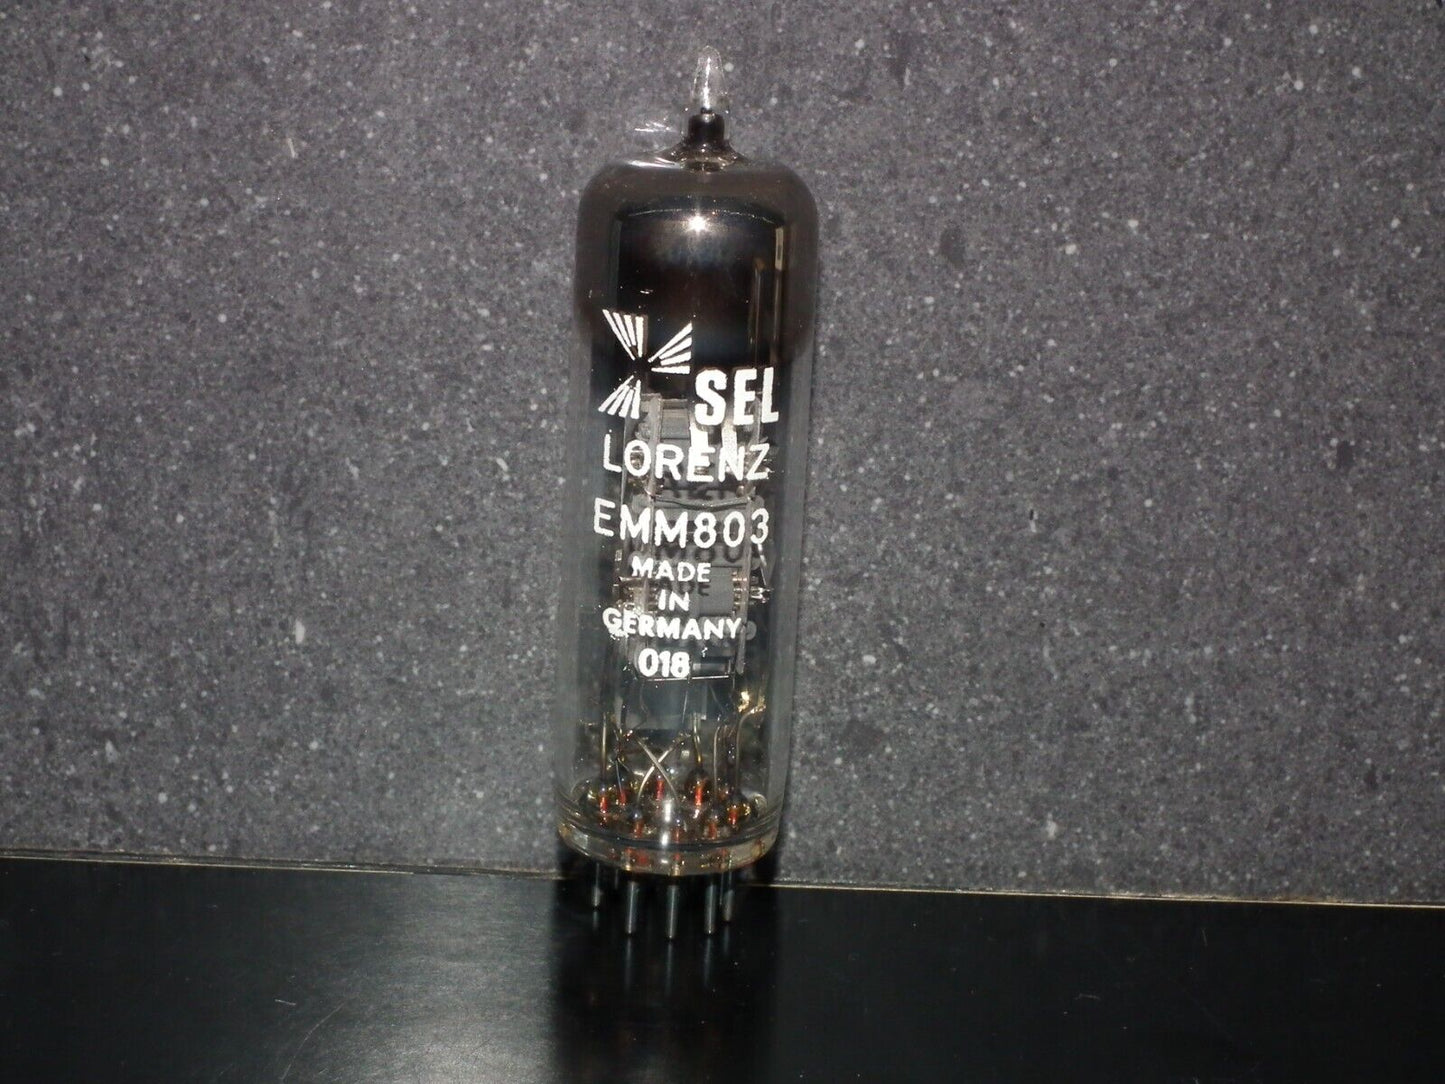 SEL
LORENZ
EMM803
MADE
IN
GERMANY
018